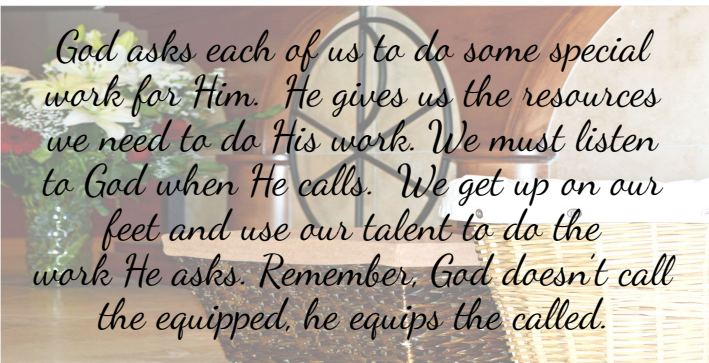 God asks each of us to do some special
work for Him.  He gives us the resources
we need to do His work. We must listen
to God when He calls.  We get up on our
feet and use our talent to do the
work He asks. Remember, God doesn't call
the equipped, he equips the called.